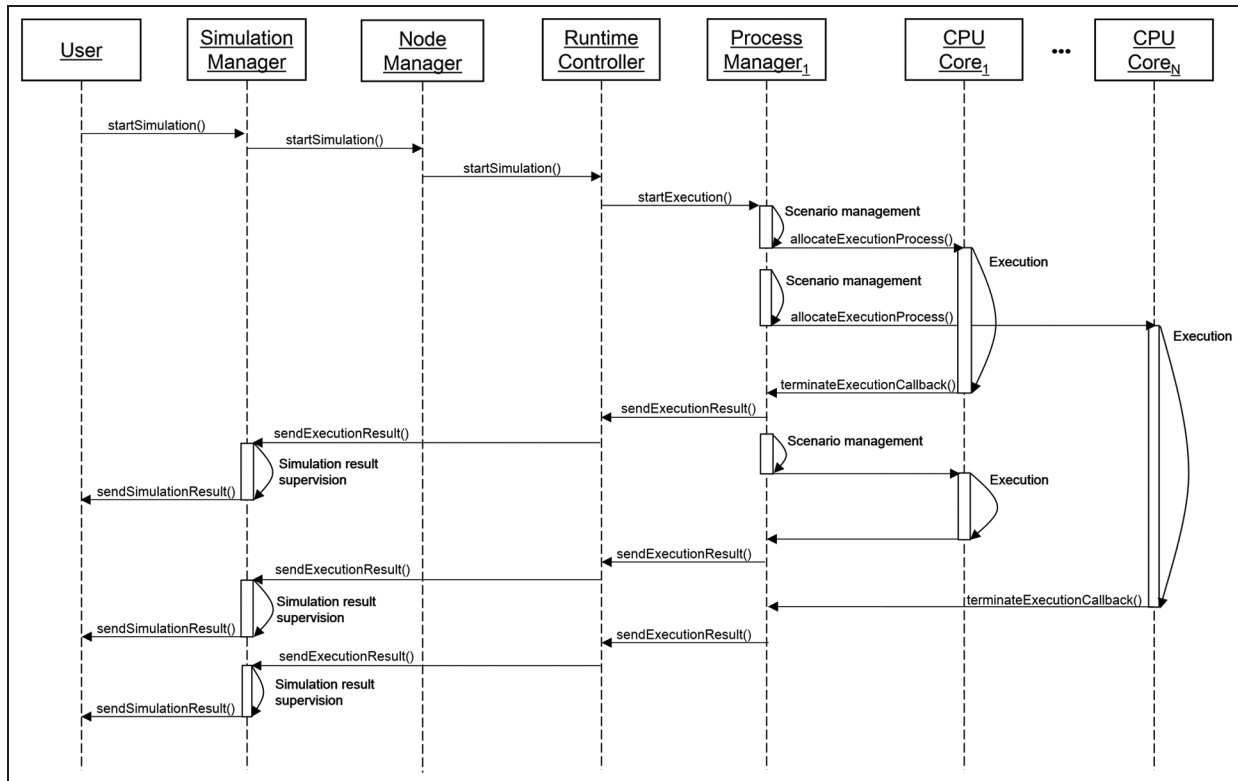 User
Simulation
Manager
Node
Manager
Runtime
Controller
Process
Manager1
CPU
Core1
...
CPU
CoreN
startSimulation()
startSimulation()
startSimulation()
startExecution()
Scenario management
allocateExecutionProcess()
Execution
Scenario management
allocateExecutionProcess()
Execution
terminateExecutionCallback()
sendExecutionResult()
sendExecutionResult()
Scenario management
Simulation result
supervision
Execution
sendSimulationResult()
sendExecutionResult()
sendExecutionResult()
Simulation result
supervision
terminateExecutionCallback()
sendSimulationResult()
sendExecutionResult()
sendExecutionResult()
Simulation result
supervision
sendSimulationResult()